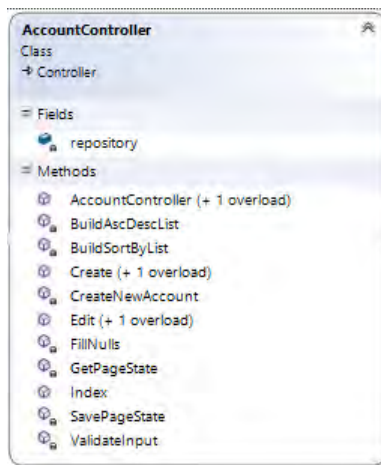 AccountController
Class
Controller
Fields
repository
Methods
AccountController (+ 1 overload)
BuildAscDescList
BuildSortByList
Create (+ 1 overload)
CreateNewAccount
Edit (+ 1 overload)
FillNulls
GetPageState
Index
SavePageState
ValidateInput